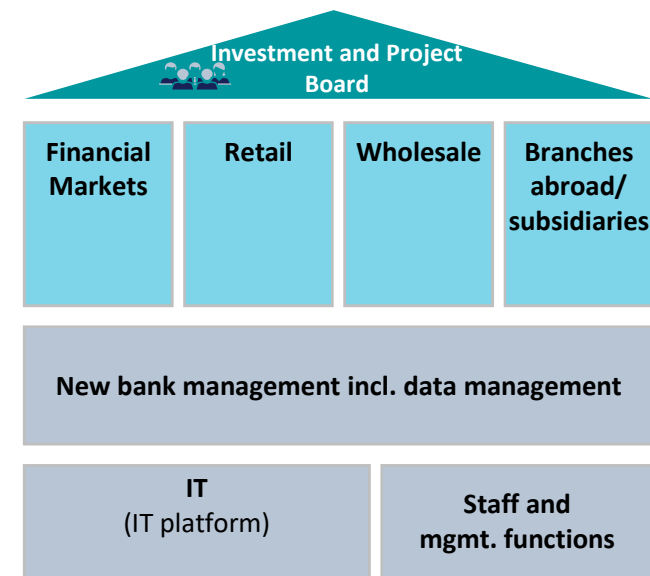 Investment and Project
Board
Financial
Markets
Retail
Wholesale
Branches
abroad/
subsidiaries
New bank management incl. data management
IT
(IT platform)
Staff and
mgmt. functions